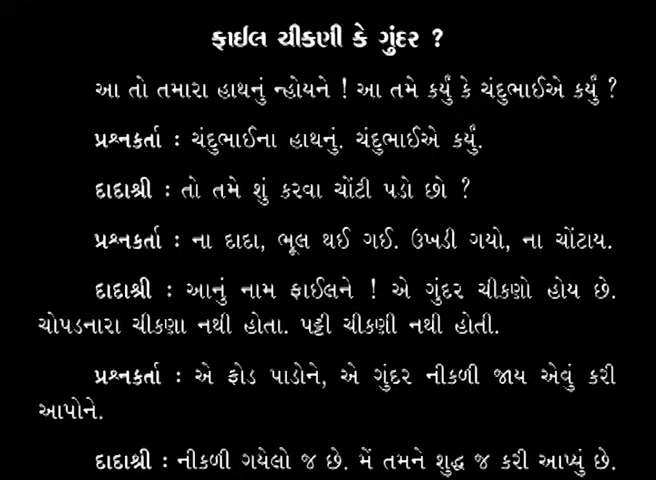 ફાઇલ ચીકણી કે ગુંદર ?
આ તો તમારા હાથનું ન્હોયને ! આ તમે કર્યું કે ચંદુભાઈએ કર્યું ?
પ્રશ્નકર્તા : ચંદુભાઈના હાથનું. ચંદુભાઈએ કર્યું.
દાદાશ્રી : તો તમે શું કરવા ચોંટી પડો છો ?
પ્રશ્નકર્તા : ના દાદા, ભૂલ થઈ ગઈ. ઉખડી ગયો, ના ચોંટાય.
દાદાશ્રી : આનું નામ ફાઈલને ! એ ગુંદર ચીકણો હોય છે.
ચોપડનારા ચીકણા નથી હોતા. પટ્ટી ચીકણી નથી હોતી.
પ્રશ્નકર્તા : એ ફોડ પાડોને, એ ગુંદર નીકળી જાય એવું કરી
આપોને.
દાદાશ્રી : નીકળી ગયેલો જ છે. મેં તમને શુદ્ધ જ કરી આપ્યું છે.